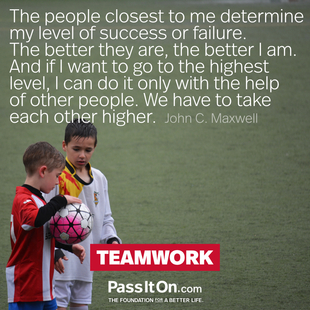 The people closest to me determine
my level of success or failure.
The better they are, the better I am.
And if I want to go to the highest
level, I can do it only with the help
of other people. We have to take
each other higher. John C. Maxwell
TEAMWORK
PassItOn.com
THE FOUNDATION FOR A BETTER LIFE.